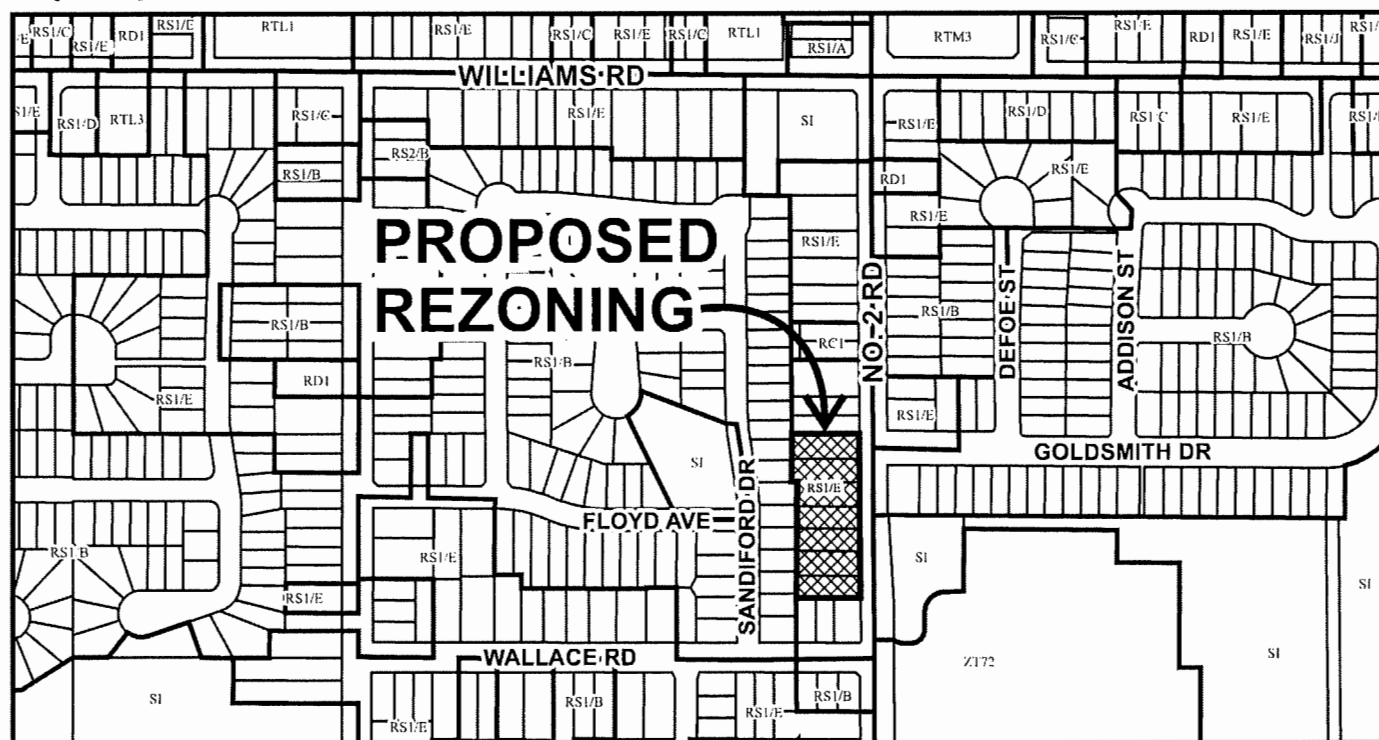 RS1/C
RS1/E
RD1
RS1/E
RTL1
RS1/E
RS1/C
RS1/E
RS1/C
RTL1
RS1/A
RTM3
RS1/C
RS1/E
RD1
RS1/E
RS1/J
WILLIAMS RD
RS1/D
RTL3
RS1/C
RS1/E
SI
RS1/E
RS1/D
RS1/C
RS1/E
RS1/B
RS2/B
RD1
RS1/E
RS1/E
RS1/E
PROPOSED
REZONING
NO. 2 RD
DEFOE ST
ADDISON ST
RS1/B
RS1/B
RC1
RS1/B
RS1/B
RD1
RS1/E
RS1/E
GOLDSMITH DR
SI
RS1/E
SANDIFORD DR
FLOYD AVE
RS1/B
RS1/E
SI
SI
RS1/E
WALLACE RD
ZT72
SI
SI
RS1/E
RS1/B
RS1/E
RS1/B